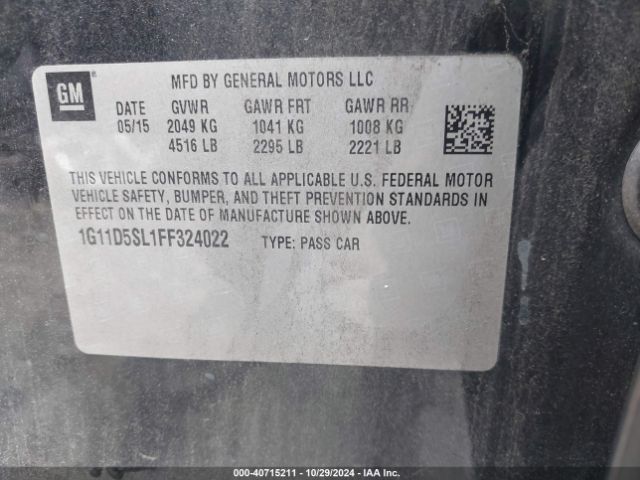 GM ®
MFD BY GENERAL MOTORS LLC
DATE GVWR GAWR FRT GAWR RR
05/15 2049 KG 1041 KG 1008 KG
4516 LB 2295 LB 2221 LB
THIS VEHICLE CONFORMS TO ALL APPLICABLE U.S. FEDERAL MOTOR
VEHICLE SAFETY, BUMPER, AND THEFT PREVENTION STANDARDS IN
EFFECT ON THE DATE OF MANUFACTURE SHOWN ABOVE.
1G11D5SL1FF324022 TYPE: PASS CAR
000-40715211 - 10/29/2024 - IAA Inc.